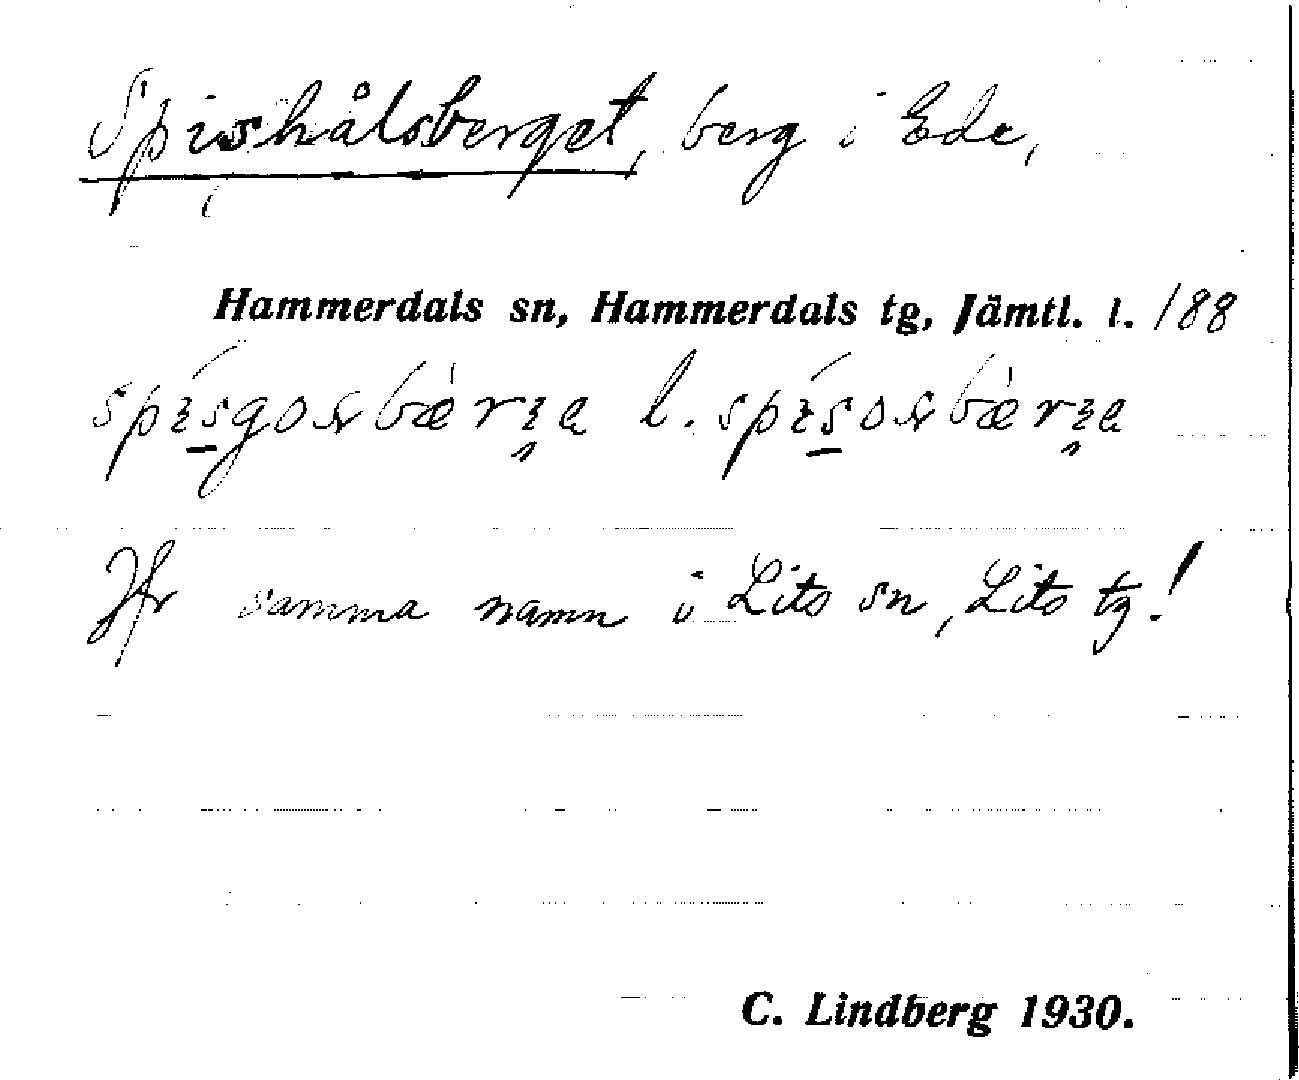 Spishålsberget, berg i Ede,
Hammerdals sn, Hammerdals tg, Jämtl. l. 188
l.
Jfr samma namn i Lits sn, Lits tg!
C. Lindberg 1930.